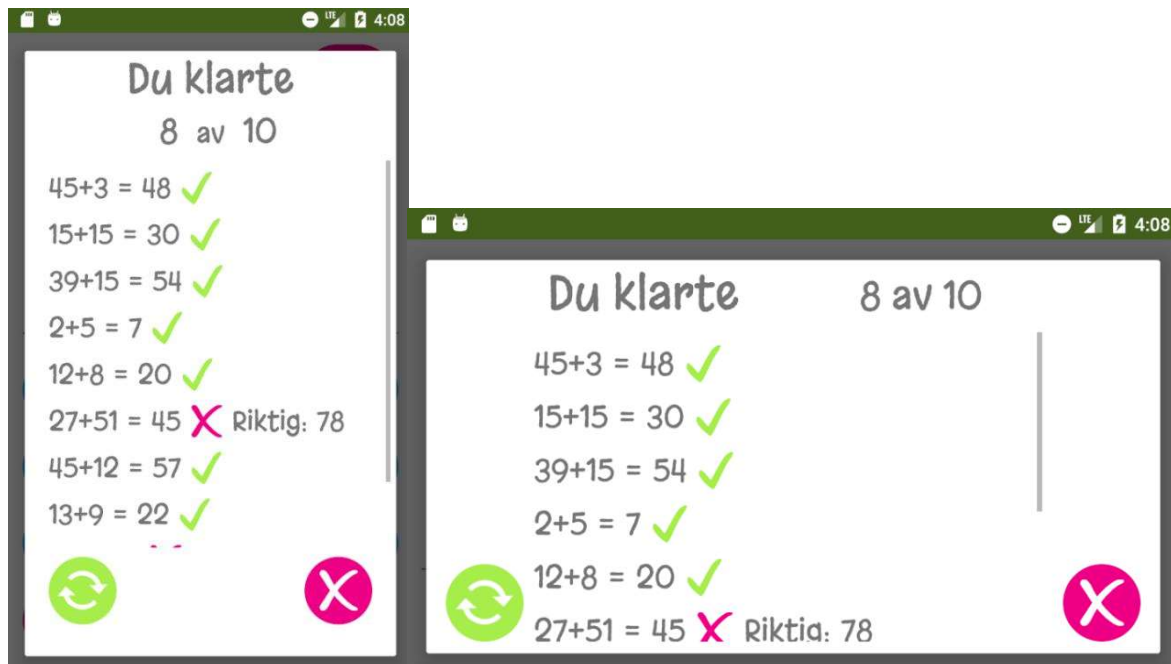 LTE 4:08
Du klarte
8 av 10
45+3 = 48
15+15 = 30
39+15 = 54
2+5 = 7
12+8 = 20
27+51 = 45 Riktig: 78
45+12 = 57
13+9 = 22
LTE 4:08
Du klarte 8 av 10
45+3 = 48
15+15 = 30
39+15 = 54
2+5 = 7
12+8 = 20
27+51 = 45 Riktig: 78